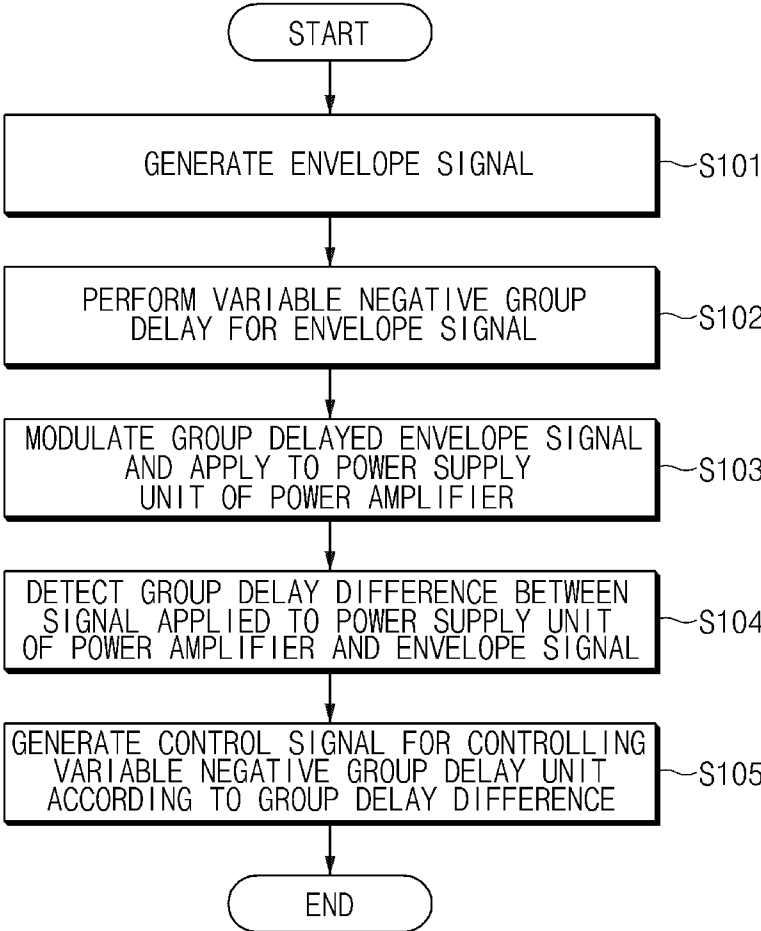 START
GENERATE ENVELOPE SIGNAL
S101
PERFORM VARIABLE NEGATIVE GROUP
DELAY FOR ENVELOPE SIGNAL
S102
MODULATE GROUP DELAYED ENVELOPE SIGNAL
AND APPLY TO POWER SUPPLY
UNIT OF POWER AMPLIFIER
S103
DETECT GROUP DELAY DIFFERENCE BETWEEN
SIGNAL APPLIED TO POWER SUPPLY UNIT
OF POWER AMPLIFIER AND ENVELOPE SIGNAL
S104
GENERATE CONTROL SIGNAL FOR CONTROLLING
VARIABLE NEGATIVE GROUP DELAY UNIT
ACCORDING TO GROUP DELAY DIFFERENCE
S105
END